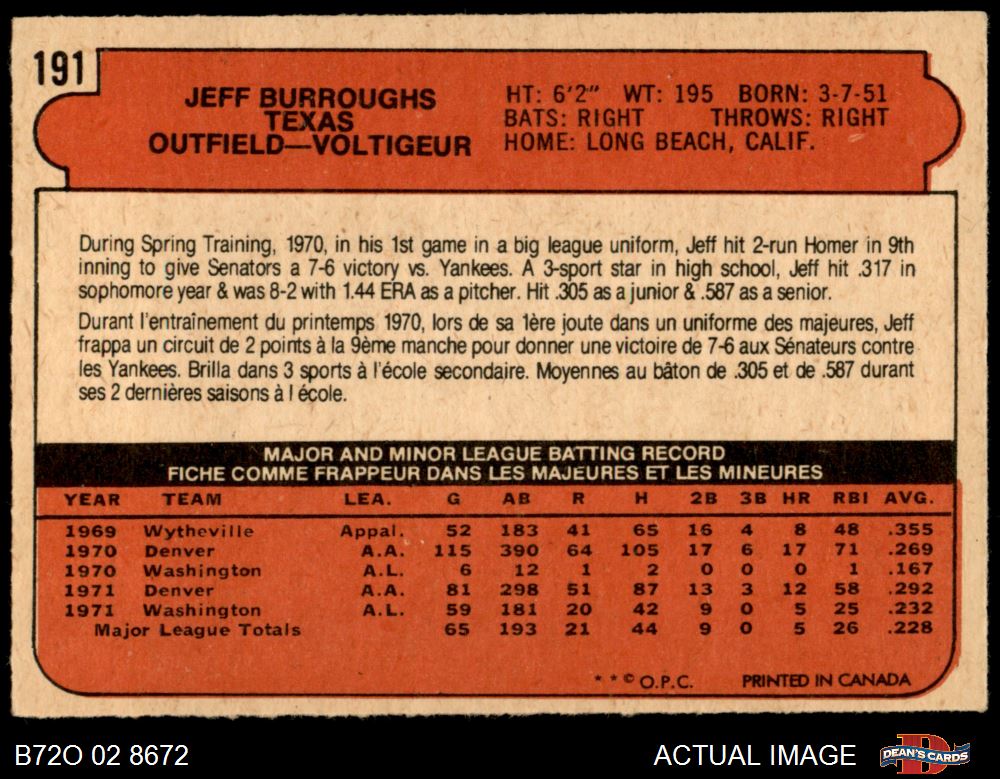 191
JEFF BURROUGHS
TEXAS
OUTFIELD—VOLTIGEUR
HT: 6'2" WT: 195 BORN: 3-7-51
BATS: RIGHT THROWS: RIGHT
HOME: LONG BEACH, CALIF.
During Spring Training, 1970, in his 1st game in a big league uniform, Jeff hit 2-run Homer in 9th
inning to give Senators a 7-6 victory vs. Yankees. A 3-sport star in high school, Jeff hit .317 in
sophomore year & was 8-2 with 1.44 ERA as a pitcher. Hit .305 as a junior & .587 as a senior.
Durant l'entraînement du printemps 1970, lors de sa 1ère joute dans un uniforme des majeures, Jeff
frappa un circuit de 2 points à la 9ème manche pour donner une victoire de 7-6 aux Sénateurs contre
les Yankees. Brilla dans 3 sports à l'école secondaire. Moyennes au bâton de .305 et de .587 durant
ses 2 dernières saisons à l école.
MAJOR AND MINOR LEAGUE BATTING RECORD
FICHE COMME FRAPPEUR DANS LES MAJEURES ET LES MINEURES
YEAR TEAM LEA. G AB R H 2B 3B HR RBI AVG.
1969 Wytheville Appal. 52 183 41 65 16 4 8 48 .355
1970 Denver A.A. 115 390 64 105 17 6 17 71 .269
1970 Washington A.L. 6 12 1 2 0 0 0 1 .167
1971 Denver A.A. 81 298 51 87 13 3 12 58 .292
1971 Washington A.L. 59 181 20 42 9 0 5 25 .232
Major League Totals 65 193 21 44 9 0 5 26 .228
* * © O.P.C. PRINTED IN CANADA
B72O 02 8672
ACTUAL IMAGE
DEAN'S CARDS